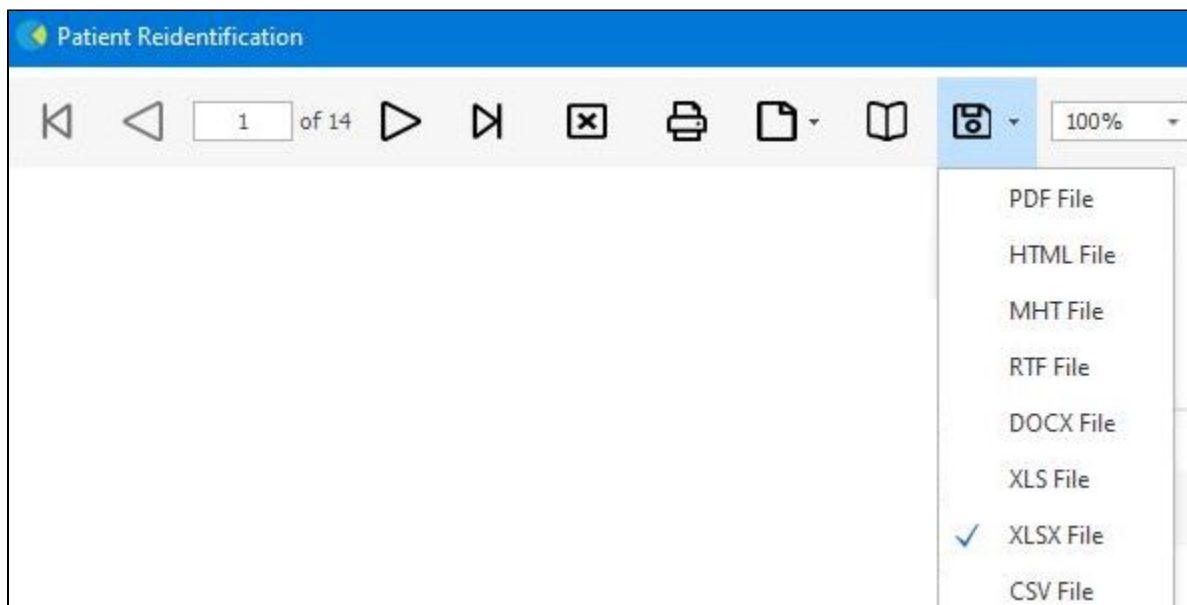 Patient Reidentification
1 of 14 100%
PDF File
HTML File
MHT File
RTF File
DOCX File
XLS File
XLSX File
CSV File